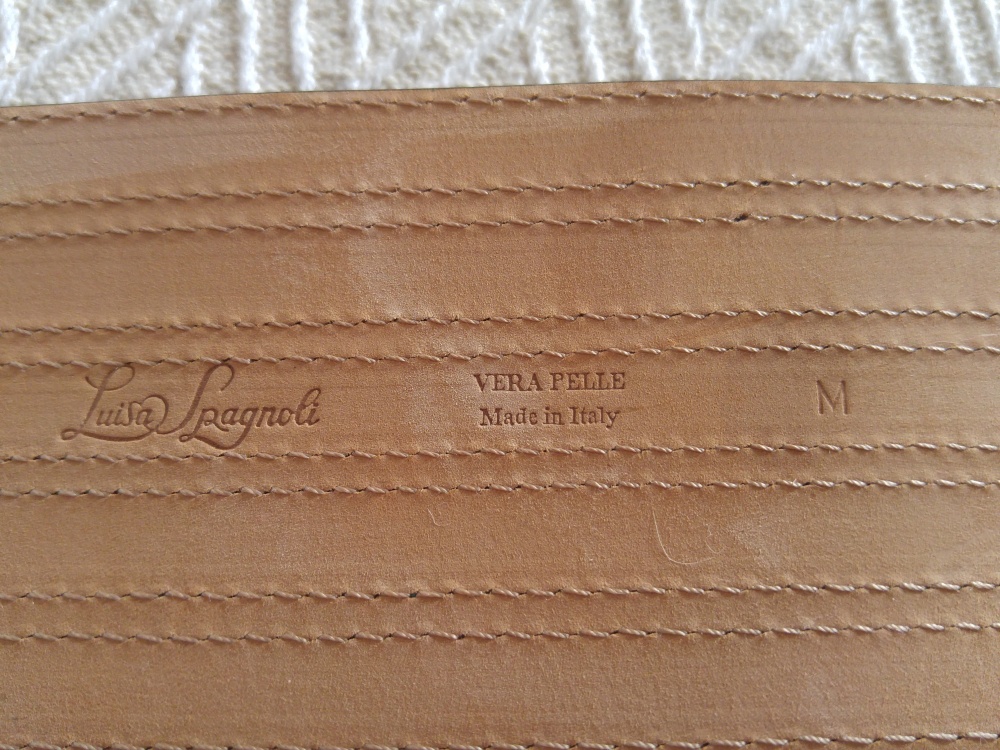 Luisa Spagnoli
VERA PELLE
Made in Italy
M